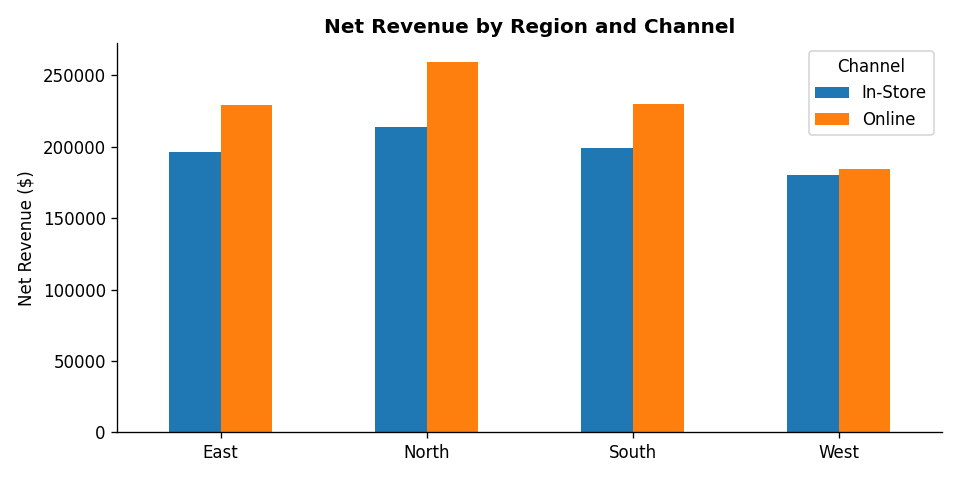 Net Revenue by Region and Channel
Channel
In-Store
Online
Net Revenue ($)
250000
200000
150000
100000
50000
0
East
North
South
West